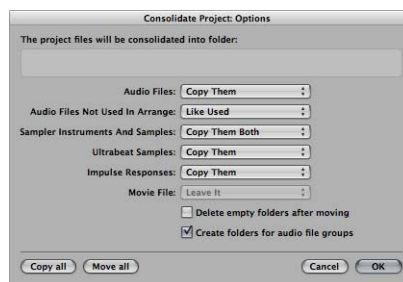 Consolidate Project: Options
The project files will be consolidated into folder:
Audio Files: Copy Them
Audio Files Not Used In Arrange: Like Used
Sampler Instruments And Samples: Copy Them Both
Ultrabeat Samples: Copy Them
Impulse Responses: Copy Them
Movie File: Leave It
Delete empty folders after moving
Create folders for audio file groups
Copy all Move all Cancel OK